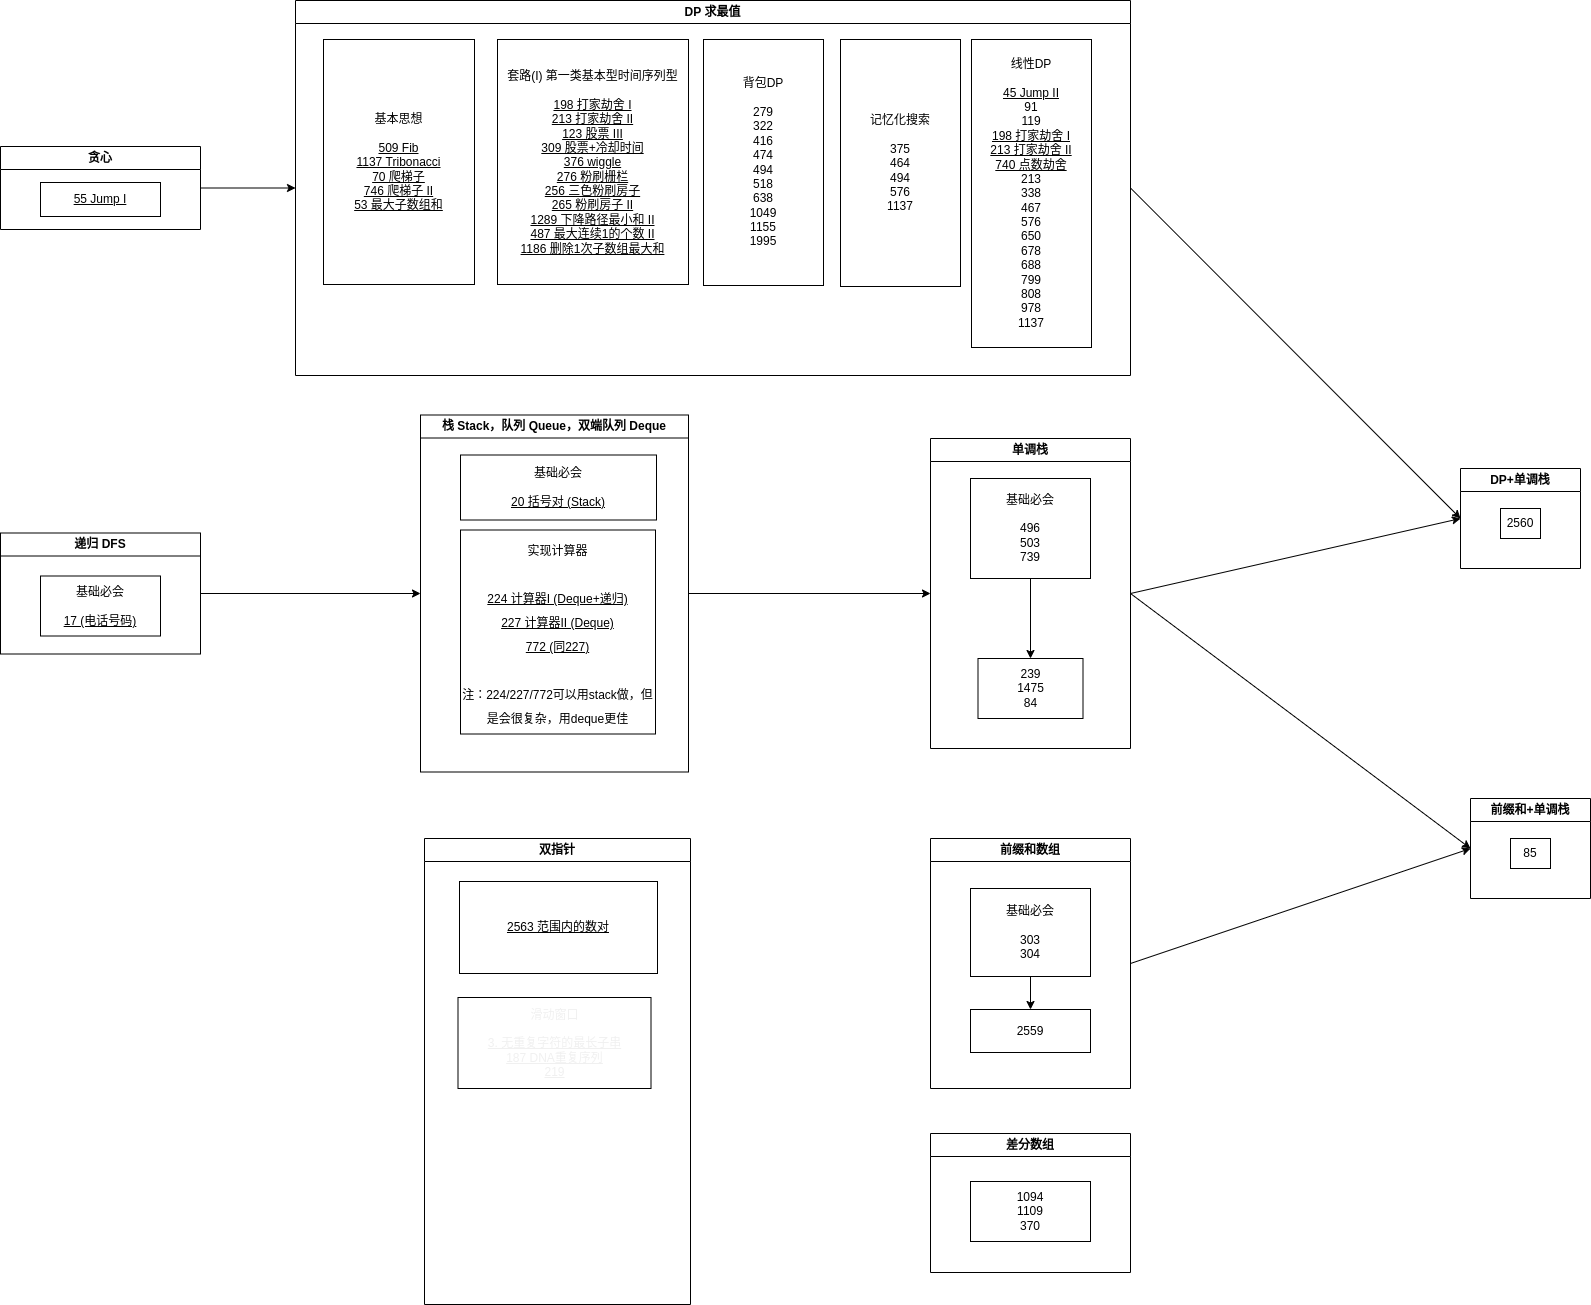 DP 求最值
基本思想
509 Fib
1137 Tribonacci
70 爬梯子
746 爬梯子 II
53 最大子数组和
套路(I) 第一类基本型时间序列型
198 打家劫舍 I
213 打家劫舍 II
123 股票 III
309 股票+冷却时间
376 wiggle
276 粉刷栅栏
256 三色粉刷房子
265 粉刷房子 II
1289 下降路径最小和 II
487 最大连续1的个数 II
1186 删除1次子数组最大和
背包DP
279
322
416
474
494
518
638
1049
1155
1995
记忆化搜索
375
464
494
576
1137
线性DP
45 Jump II
91
119
198 打家劫舍 I
213 打家劫舍 II
740 点数劫舍
213
338
467
576
650
678
688
799
808
978
1137
贪心
55 Jump I
栈 Stack，队列 Queue，双端队列 Deque
基础必会
20 括号对 (Stack)
实现计算器
224 计算器I (Deque+递归)
227 计算器II (Deque)
772 (同227)
注：224/227/772可以用stack做，但
是会很复杂，用deque更佳
单调栈
基础必会
496
503
739
239
1475
84
DP+单调栈
2560
递归 DFS
基础必会
17 (电话号码)
双指针
2563 范围内的数对
滑动窗口
3. 无重复字符的最长子串
187 DNA重复序列
219
前缀和数组
基础必会
303
304
2559
前缀和+单调栈
85
差分数组
1094
1109
370